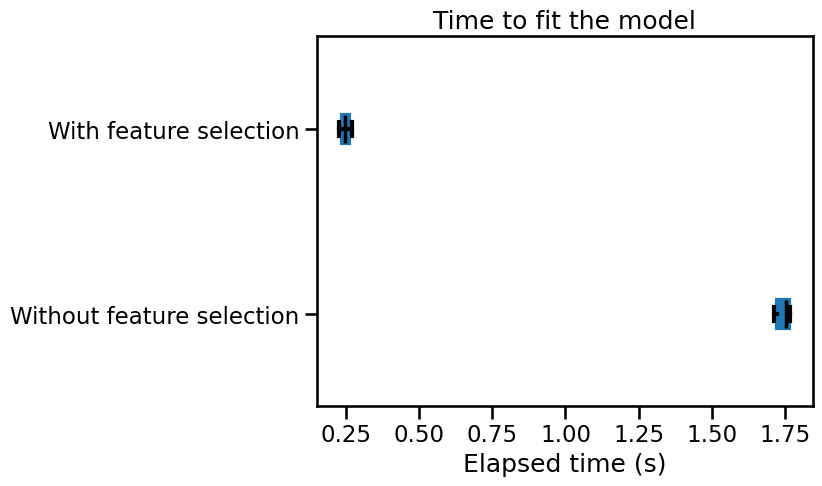 Time to fit the model
With feature selection
Without feature selection
0.25 0.50 0.75 1.00 1.25 1.50 1.75
Elapsed time (s)